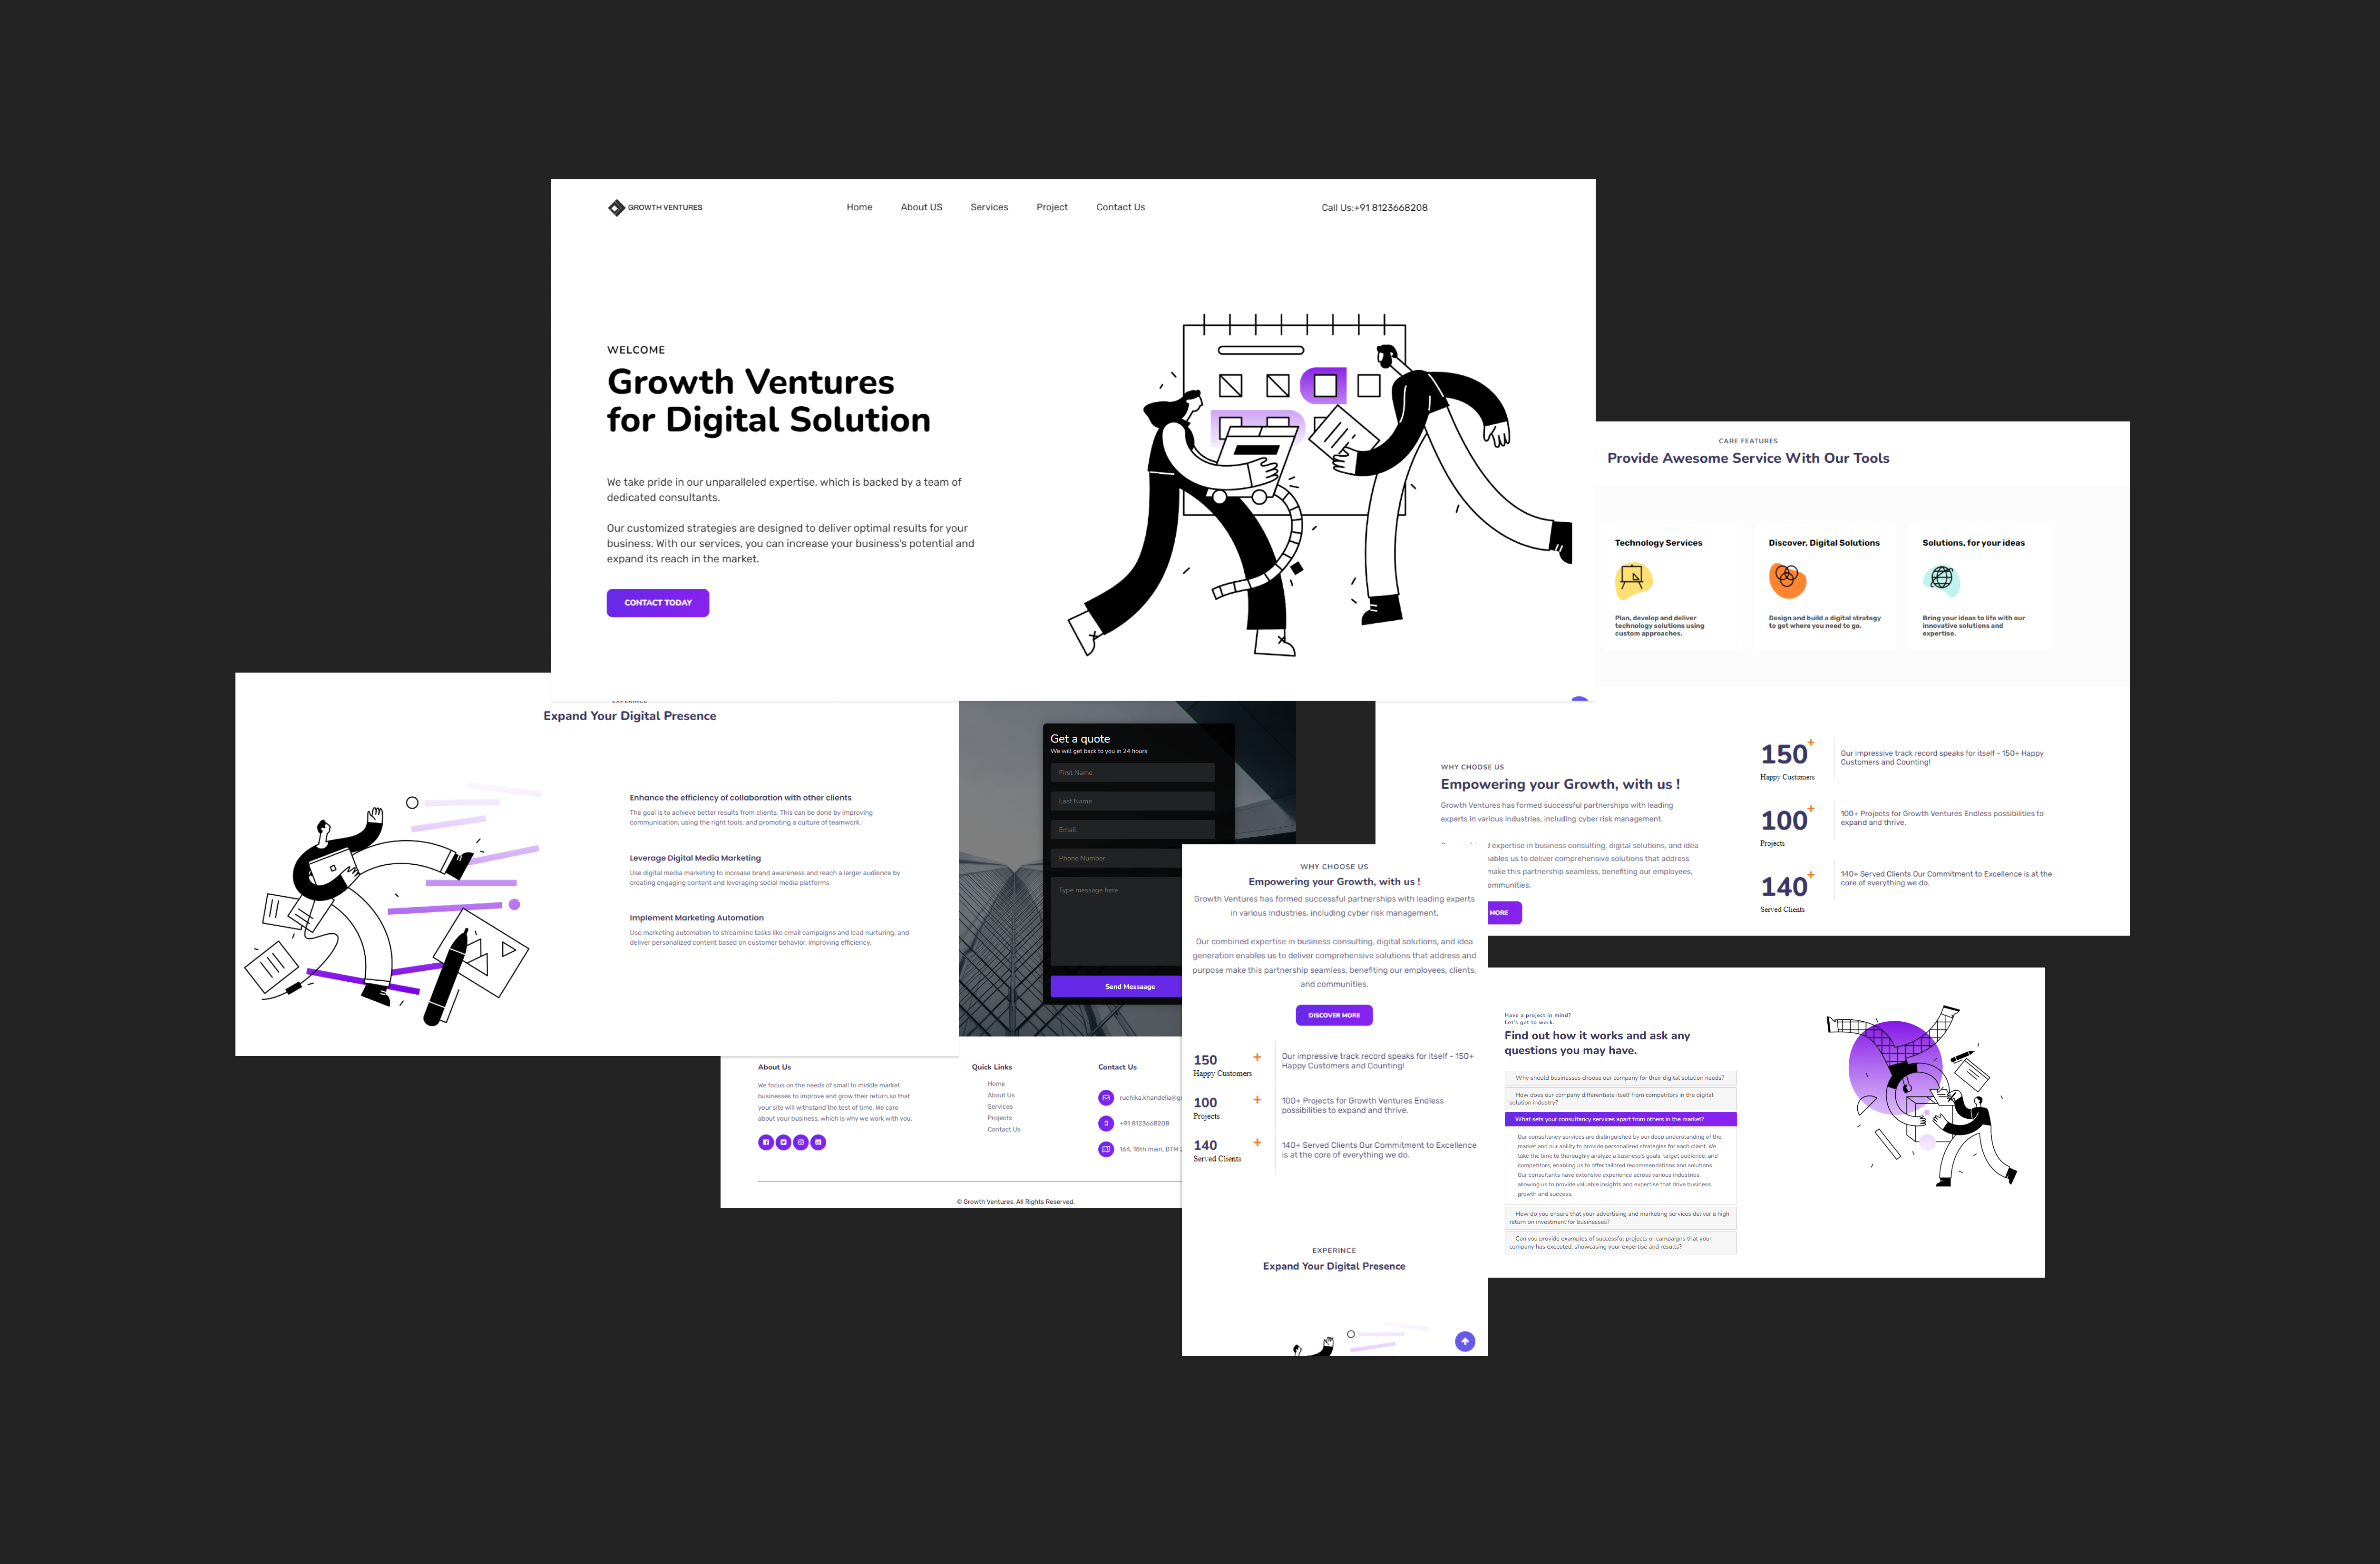 GROWTH VENTURES
Home
About US
Services
Project
Contact Us
Call Us:+91 8123668208
WELCOME
Growth Ventures
for Digital Solution
We take pride in our unparalleled expertise, which is backed by a team of
dedicated consultants.
Our customized strategies are designed to deliver optimal results for your
business. With our services, you can increase your business's potential and
expand its reach in the market.
CONTACT TODAY
CARE FEATURES
Provide Awesome Service With Our Tools
Technology Services
Plan, develop and deliver
technology solutions using
custom approaches.
Discover, Digital Solutions
Design and build a digital strategy
to get where you need to go.
Solutions, for your ideas
Bring your ideas to life with our
innovative solutions and
expertise.
EXPERINCE
Expand Your Digital Presence
Enhance the efficiency of collaboration with other clients
The goal is to achieve better results from clients. This can be done by improving
communication, using the right tools, and promoting a culture of teamwork.
Leverage Digital Media Marketing
Use digital media marketing to increase brand awareness and reach a larger audience by
creating engaging content and leveraging social media platforms.
Implement Marketing Automation
Use marketing automation to streamline tasks like email campaigns and lead nurturing, and
deliver personalized content based on customer behavior, improving efficiency.
Get a quote
We will get back to you in 24 hours
First Name
Last Name
Email
Phone Number
Type message here
Send Messaage
WHY CHOOSE US
Empowering your Growth, with us !
Growth Ventures has formed successful partnerships with leading
experts in various industries, including cyber risk management.
expertise in business consulting, digital solutions, and idea
ables us to deliver comprehensive solutions that address
make this partnership seamless, benefiting our employees,
ommunities.
MORE
150+
Happy Customers
Our impressive track record speaks for itself - 150+ Happy
Customers and Counting!
100+
Projects
100+ Projects for Growth Ventures Endless possibilities to
expand and thrive.
140+
Served Clients
140+ Served Clients Our Commitment to Excellence is at the
core of everything we do.
WHY CHOOSE US
Empowering your Growth, with us !
Growth Ventures has formed successful partnerships with leading experts
in various industries, including cyber risk management.
Our combined expertise in business consulting, digital solutions, and idea
generation enables us to deliver comprehensive solutions that address and
purpose make this partnership seamless, benefiting our employees, clients,
and communities.
DISCOVER MORE
150 +
Happy Customers
Our impressive track record speaks for itself - 150+
Happy Customers and Counting!
100 +
Projects
100+ Projects for Growth Ventures Endless
possibilities to expand and thrive.
140 +
Served Clients
140+ Served Clients Our Commitment to Excellence
is at the core of everything we do.
EXPERINCE
Expand Your Digital Presence
About Us
We focus on the needs of small to middle market
businesses to improve and grow their return.so that
your site will withstand the test of time. We care
about your business, which is why we work with you.
Quick Links
Home
About Us
Services
Projects
Contact Us
Contact Us
ruchika.khandelia@g
+91 8123668208
164, 18th main, BTM 2
© Growth Ventures. All Rights Reserved.
Have a project in mind?
Let's get to work.
Find out how it works and ask any
questions you may have.
Why should businesses choose our company for their digital solution needs?
How does our company differentiate itself from competitors in the digital
solution industry?
What sets your consultancy services apart from others in the market?
Our consultancy services are distinguished by our deep understanding of the
market and our ability to provide personalized strategies for each client. We
take the time to thoroughly analyze a business's goals, target audience, and
competitors, enabling us to offer tailored recommendations and solutions.
Our consultants have extensive experience across various industries,
allowing us to provide valuable insights and expertise that drive business
growth and success.
How do you ensure that your advertising and marketing services deliver a high
return on investment for businesses?
Can you provide examples of successful projects or campaigns that your
company has executed, showcasing your expertise and results?